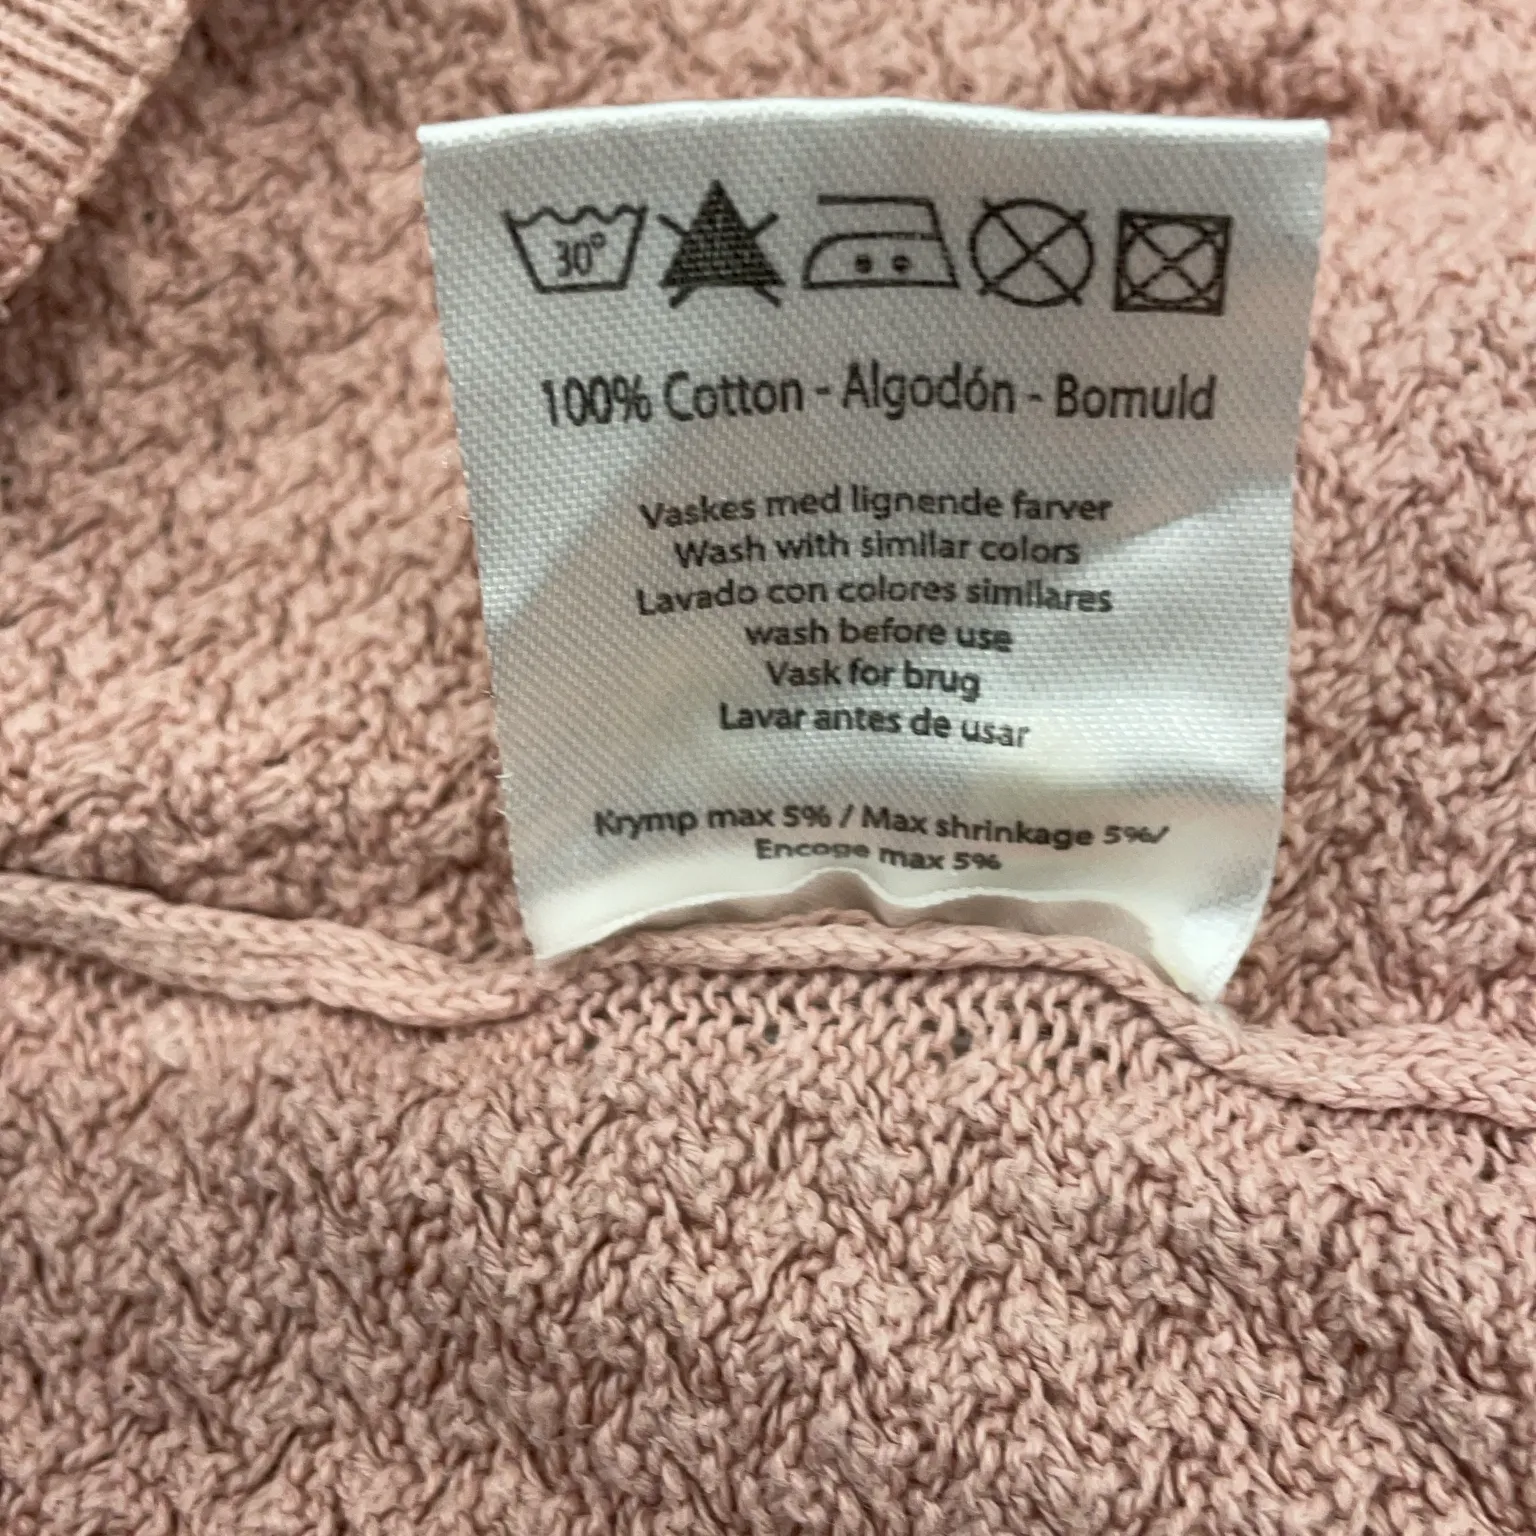 30°
100% Cotton - Algodón - Bomuld
Vaskes med lignende farver
Wash with similar colors
Lavado con colores similares
wash before use
Vask for brug
Lavar antes de usar
Krymp max 5% / Max shrinkage 5%/
Encoge max 5%